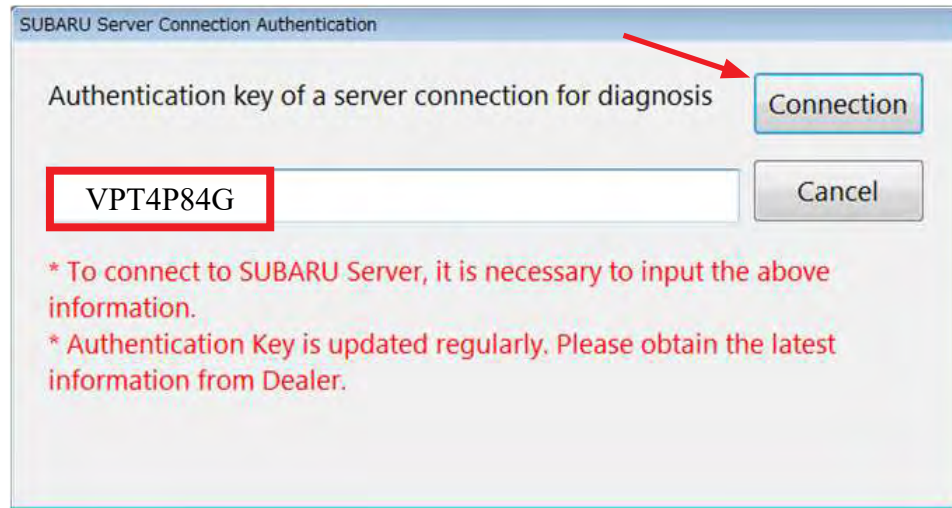 SUBARU Server Connection Authentication
Authentication key of a server connection for diagnosis
Connection
VPT4P84G
Cancel
* To connect to SUBARU Server, it is necessary to input the above
information.
* Authentication Key is updated regularly. Please obtain the latest
information from Dealer.